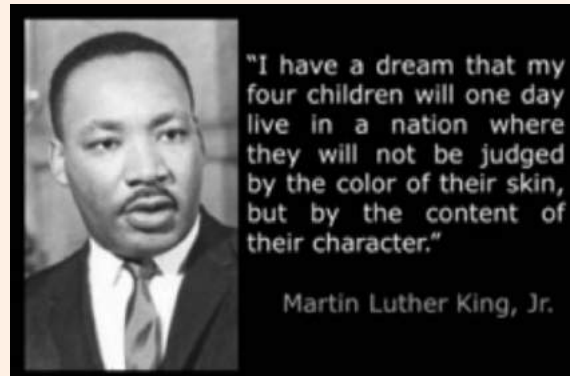 “I have a dream that my
four children will one day
live in a nation where
they will not be judged
by the color of their skin,
but by the content of
their character.”
Martin Luther King, Jr.